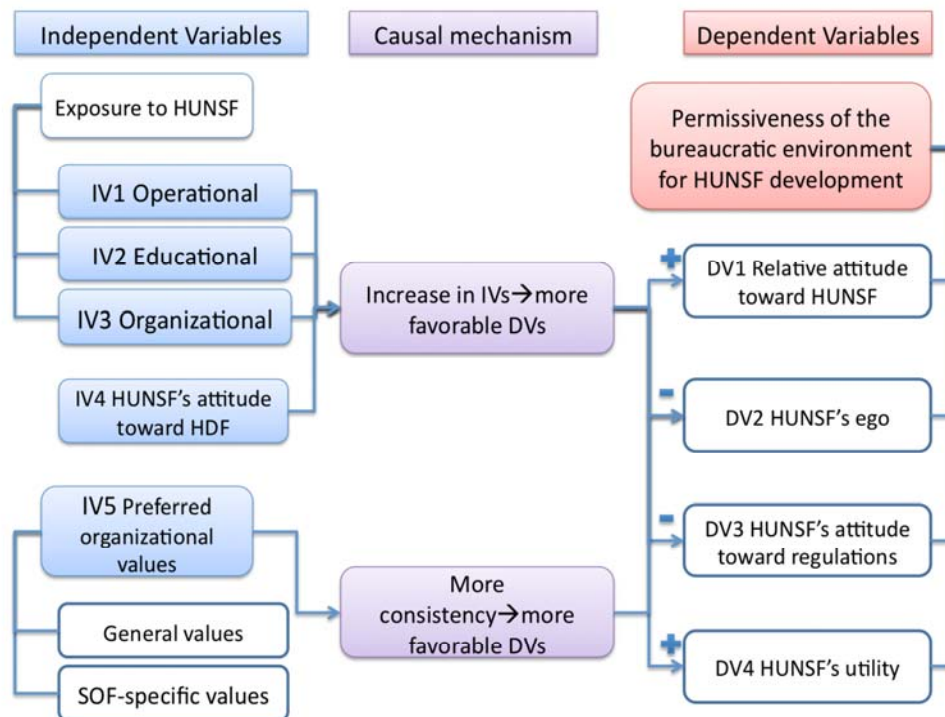 Independent Variables
Causal mechanism
Dependent Variables
Exposure to HUNSF
IV1 Operational
IV2 Educational
IV3 Organizational
IV4 HUNSF's attitude
toward HDF
IV5 Preferred
organizational
values
General values
SOF-specific values
Increase in IVs→more
favorable DVs
More
consistency→more
favorable DVs
Permissiveness of the
bureaucratic environment
for HUNSF development
+
DV1 Relative attitude
toward HUNSF
-
DV2 HUNSF's ego
-
DV3 HUNSF's attitude
toward regulations
+
DV4 HUNSF's utility